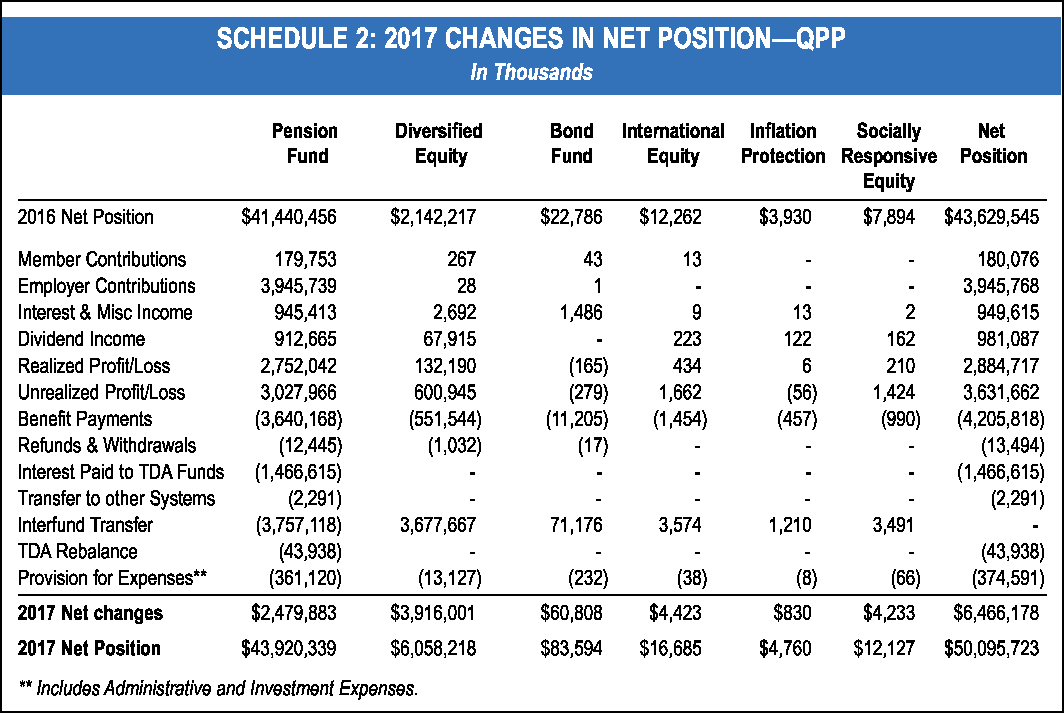 SCHEDULE 2: 2017 CHANGES IN NET POSITION—QPP
In Thousands
Pension Diversified Bond International Inflation Socially Net
Fund Equity Fund Equity Protection Responsive Position
Equity
2016 Net Position $41,440,456 $2,142,217 $22,786 $12,262 $3,930 $7,894 $43,629,545
Member Contributions 179,753 267 43 13 - - 180,076
Employer Contributions 3,945,739 28 1 - - - 3,945,768
Interest & Misc Income 945,413 2,692 1,486 9 13 2 949,615
Dividend Income 912,665 67,915 - 223 122 162 981,087
Realized Profit/Loss 2,752,042 132,190 (165) 434 6 210 2,884,717
Unrealized Profit/Loss 3,027,966 600,945 (279) 1,662 (56) 1,424 3,631,662
Benefit Payments (3,640,168) (551,544) (11,205) (1,454) (457) (990) (4,205,818)
Refunds & Withdrawals (12,445) (1,032) (17) - - - (13,494)
Interest Paid to TDA Funds (1,466,615) - - - - - (1,466,615)
Transfer to other Systems (2,291) - - - - - (2,291)
Interfund Transfer (3,757,118) 3,677,667 71,176 3,574 1,210 3,491 -
TDA Rebalance (43,938) - - - - - (43,938)
Provision for Expenses** (361,120) (13,127) (232) (38) (8) (66) (374,591)
2017 Net changes $2,479,883 $3,916,001 $60,808 $4,423 $830 $4,233 $6,466,178
2017 Net Position $43,920,339 $6,058,218 $83,594 $16,685 $4,760 $12,127 $50,095,723
** Includes Administrative and Investment Expenses.